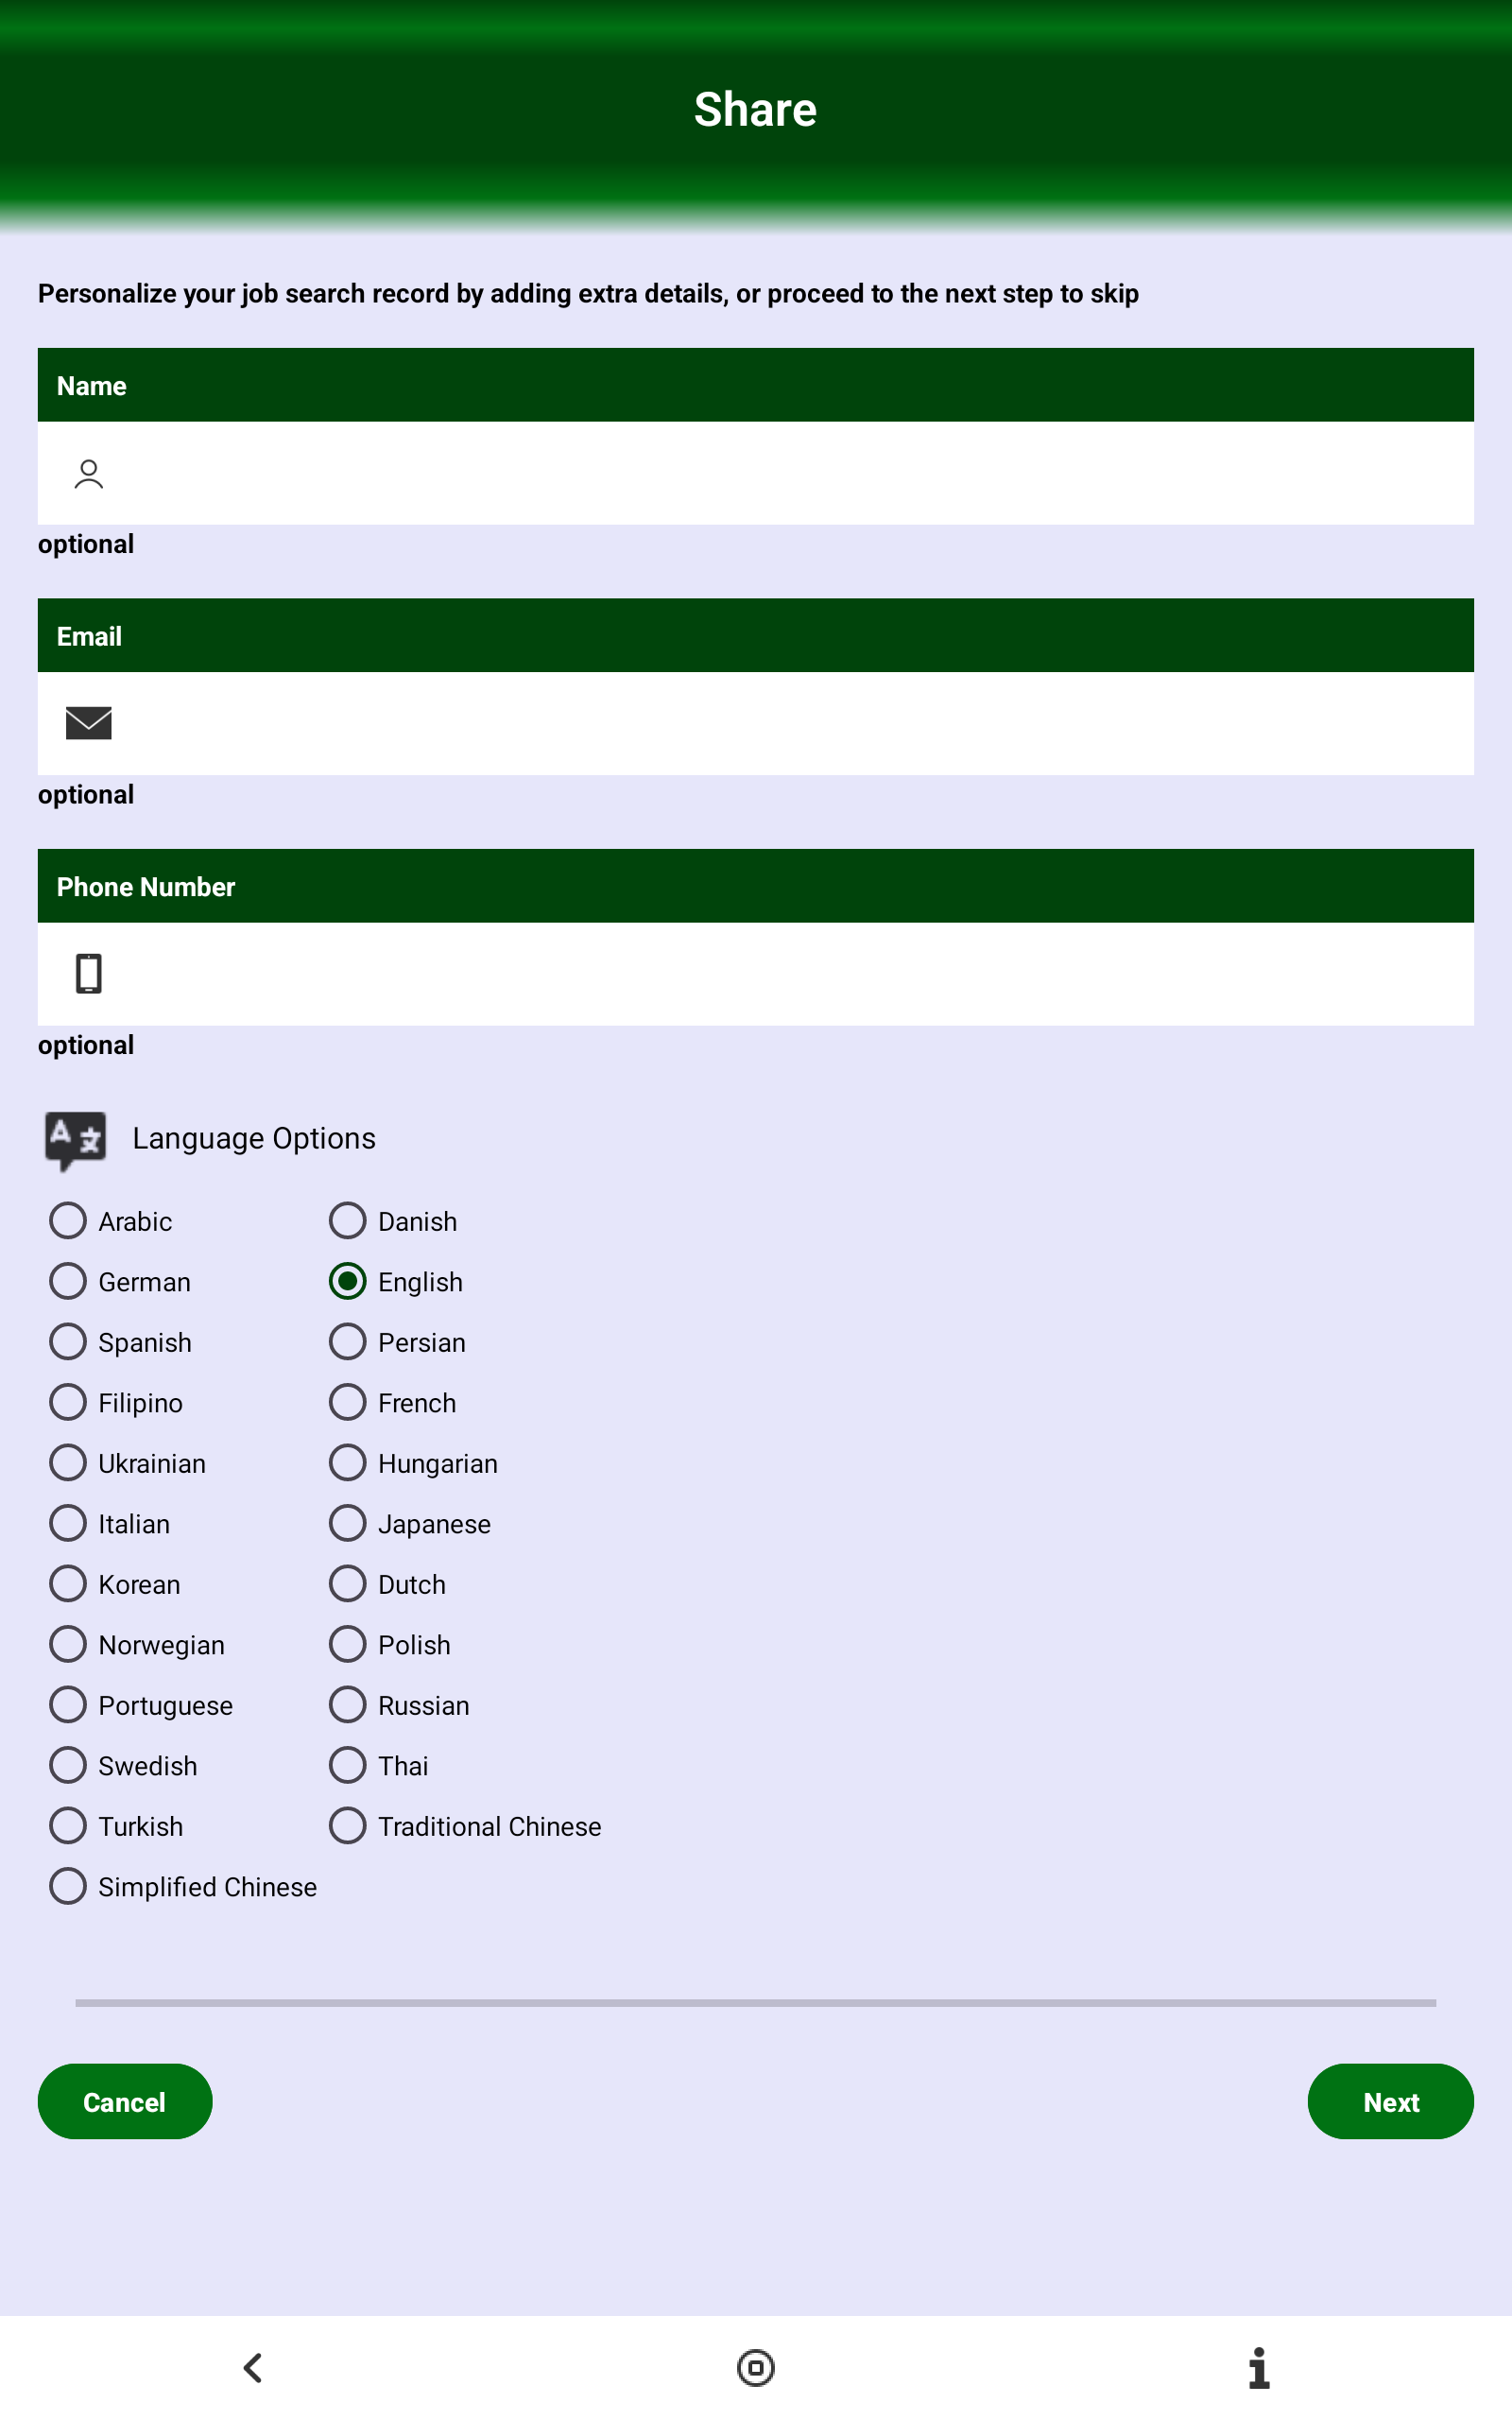 Share
Personalize your job search record by adding extra details, or proceed to the next step to skip
Name
optional
Email
optional
Phone Number
optional
Language Options
Arabic Danish
German English
Spanish Persian
Filipino French
Ukrainian Hungarian
Italian Japanese
Korean Dutch
Norwegian Polish
Portuguese Russian
Swedish Thai
Turkish Traditional Chinese
Simplified Chinese
Cancel Next